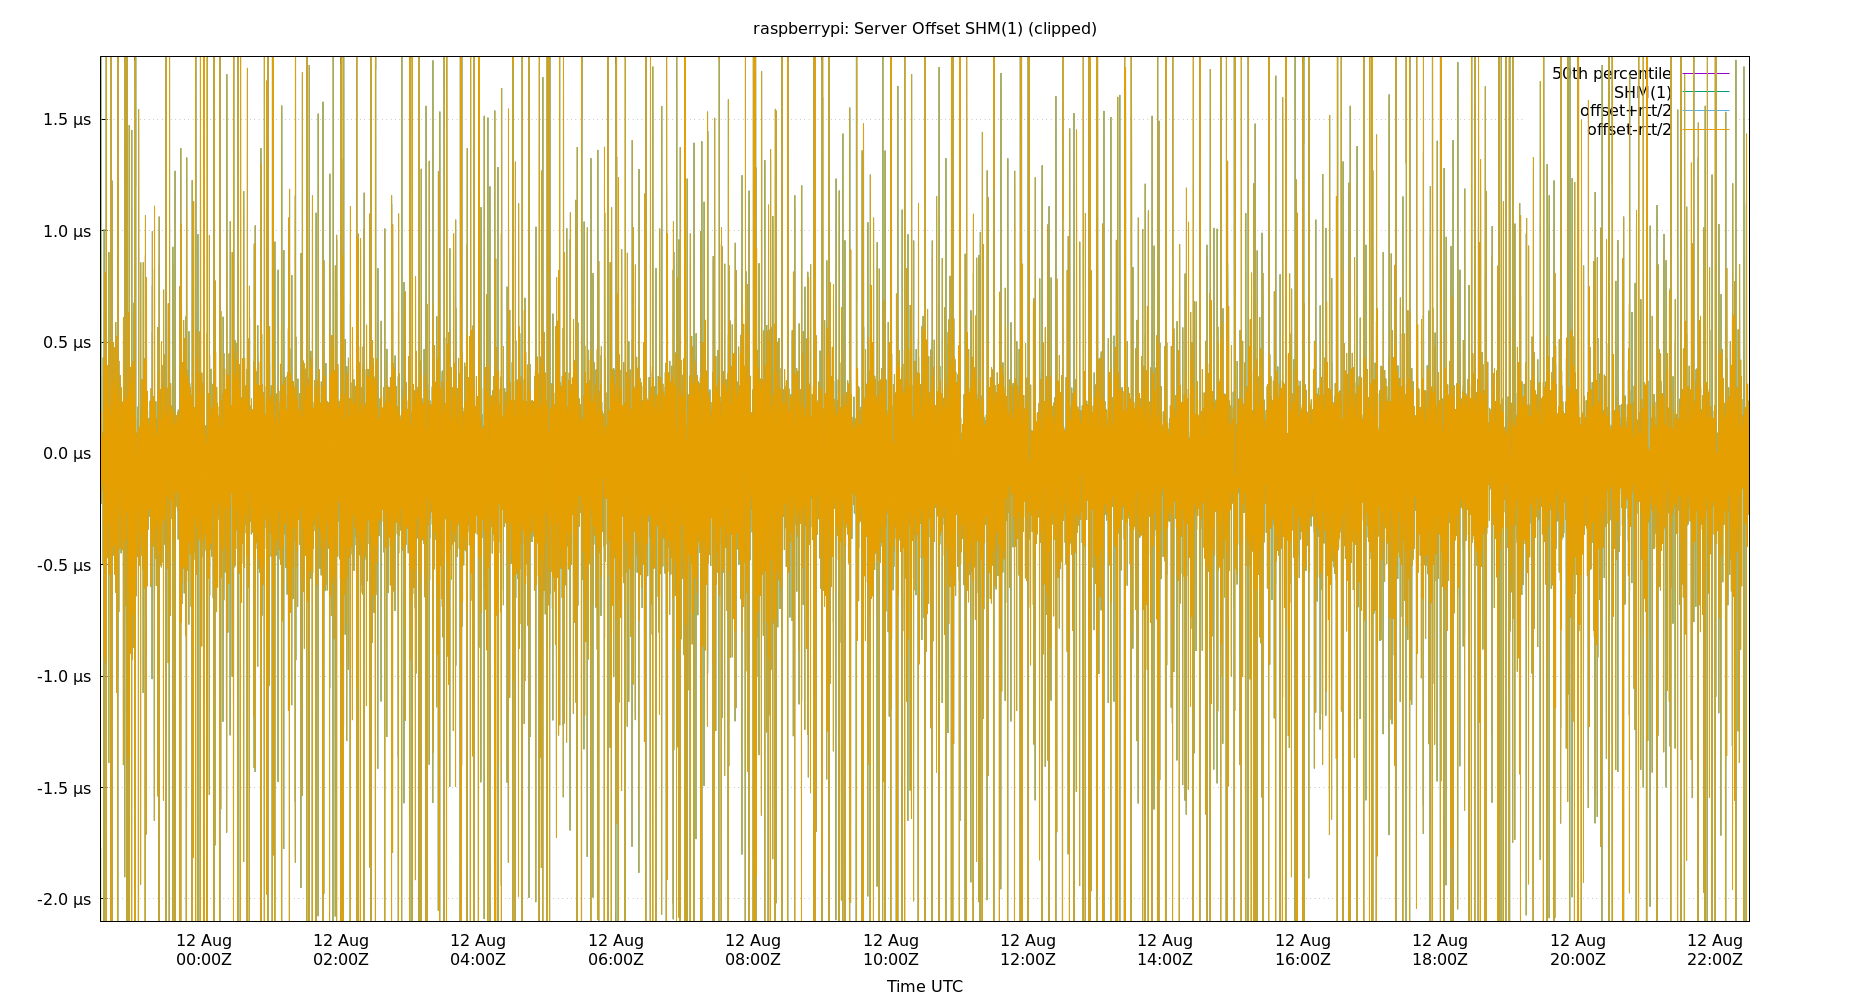 raspberrypi: Server Offset SHM(1) (clipped)
50th percentile
SHM(1)
offset+rtt/2
offset-rtt/2
1.5 µs
1.0 µs
0.5 µs
0.0 µs
-0.5 µs
-1.0 µs
-1.5 µs
-2.0 µs
12 Aug 12 Aug 12 Aug 12 Aug 12 Aug 12 Aug 12 Aug 12 Aug 12 Aug 12 Aug 12 Aug 12 Aug
00:00Z 02:00Z 04:00Z 06:00Z 08:00Z 10:00Z 12:00Z 14:00Z 16:00Z 18:00Z 20:00Z 22:00Z
Time UTC